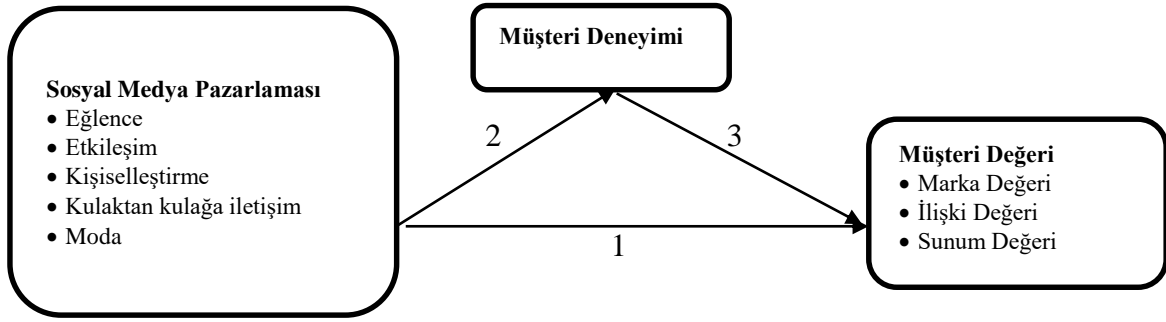 Müşteri Deneyimi
Sosyal Medya Pazarlaması
• Eğlence
• Etkileşim
• Kişiselleştirme
• Kulaktan kulağa iletişim
• Moda
2
3
Müşteri Değeri
• Marka Değeri
• İlişki Değeri
• Sunum Değeri
1